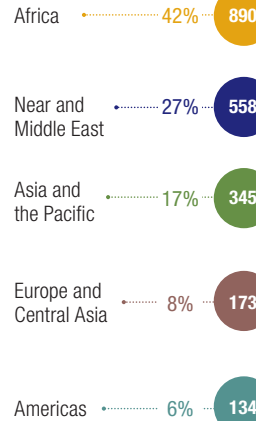 Africa 42% 890
Near and
Middle East 27% 558
Asia and
the Pacific 17% 345
Europe and
Central Asia 8% 173
Americas 6% 134